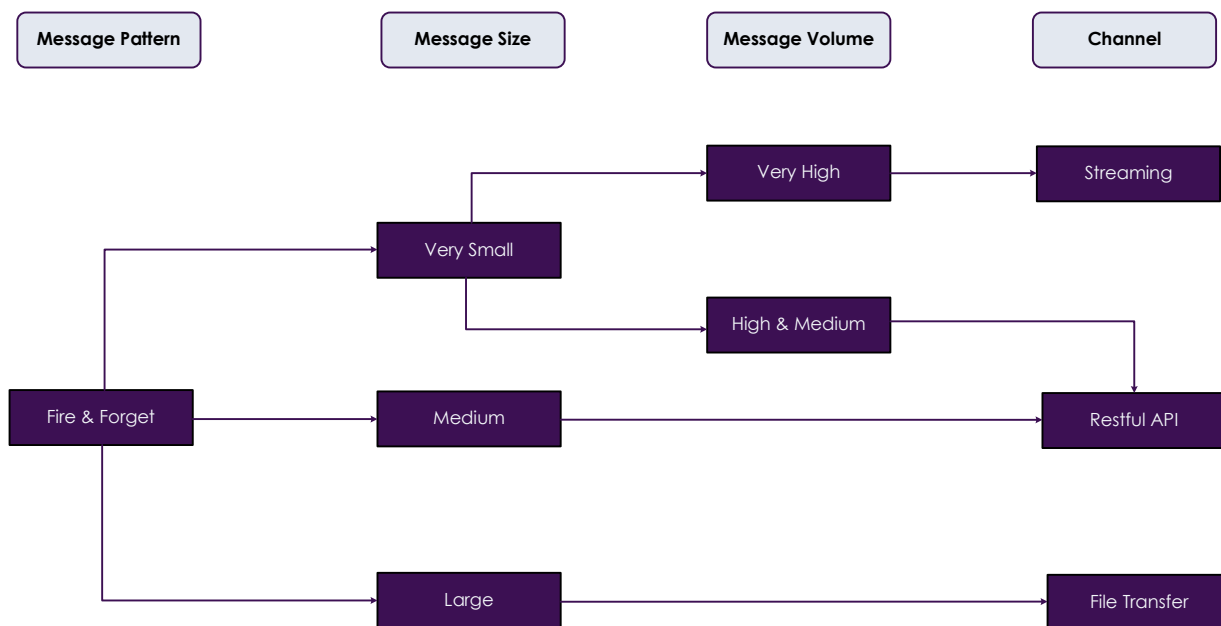 Message Pattern
Message Size
Message Volume
Channel
Very High
Streaming
Very Small
High & Medium
Fire & Forget
Medium
Restful API
Large
File Transfer